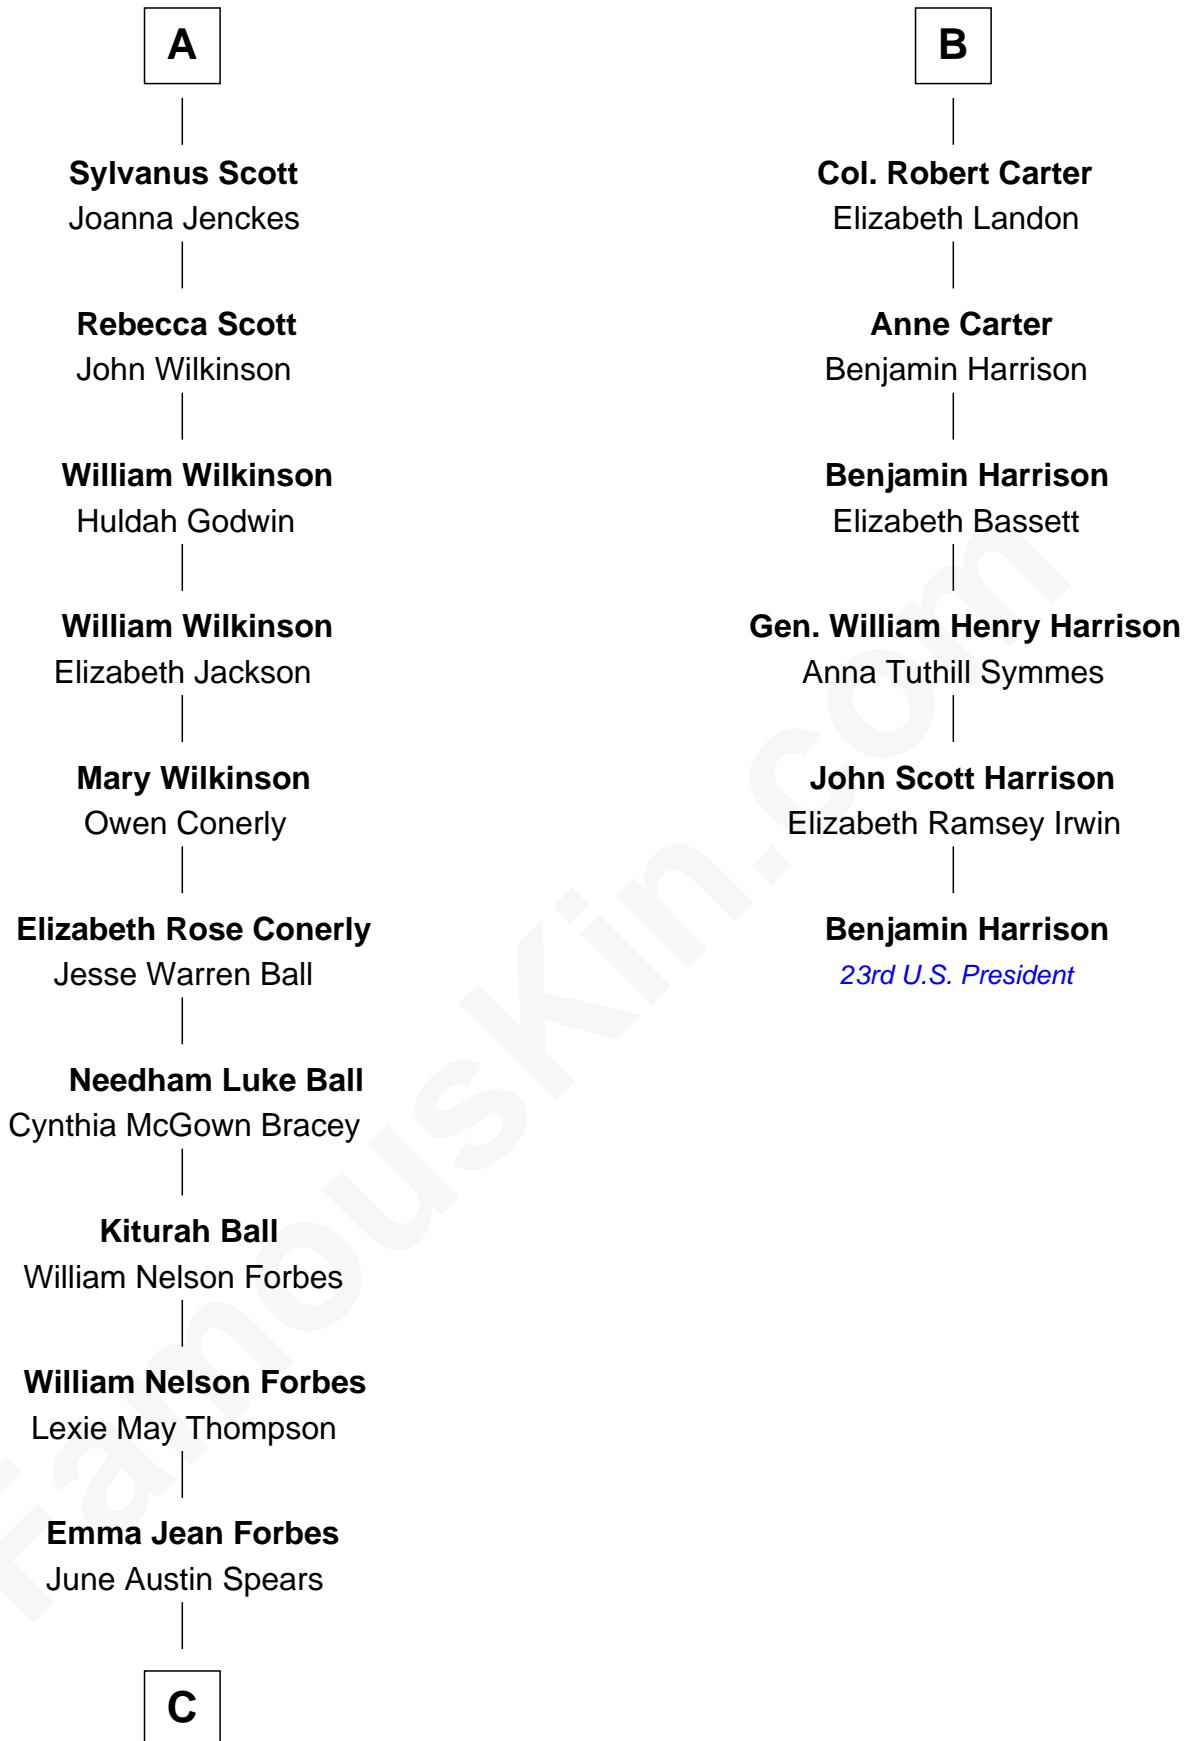 A
Sylvanus Scott
Joanna Jenckes
Rebecca Scott
John Wilkinson
William Wilkinson
Huldah Godwin
William Wilkinson
Elizabeth Jackson
Mary Wilkinson
Owen Conerly
Elizabeth Rose Conerly
Jesse Warren Ball
Needham Luke Ball
Cynthia McGown Bracey
Kiturah Ball
William Nelson Forbes
William Nelson Forbes
Lexie May Thompson
Emma Jean Forbes
June Austin Spears
C
B
Col. Robert Carter
Elizabeth Landon
Anne Carter
Benjamin Harrison
Benjamin Harrison
Elizabeth Bassett
Gen. William Henry Harrison
Anna Tuthill Symmes
John Scott Harrison
Elizabeth Ramsey Irwin
Benjamin Harrison
23rd U.S. President
FamousKin.com